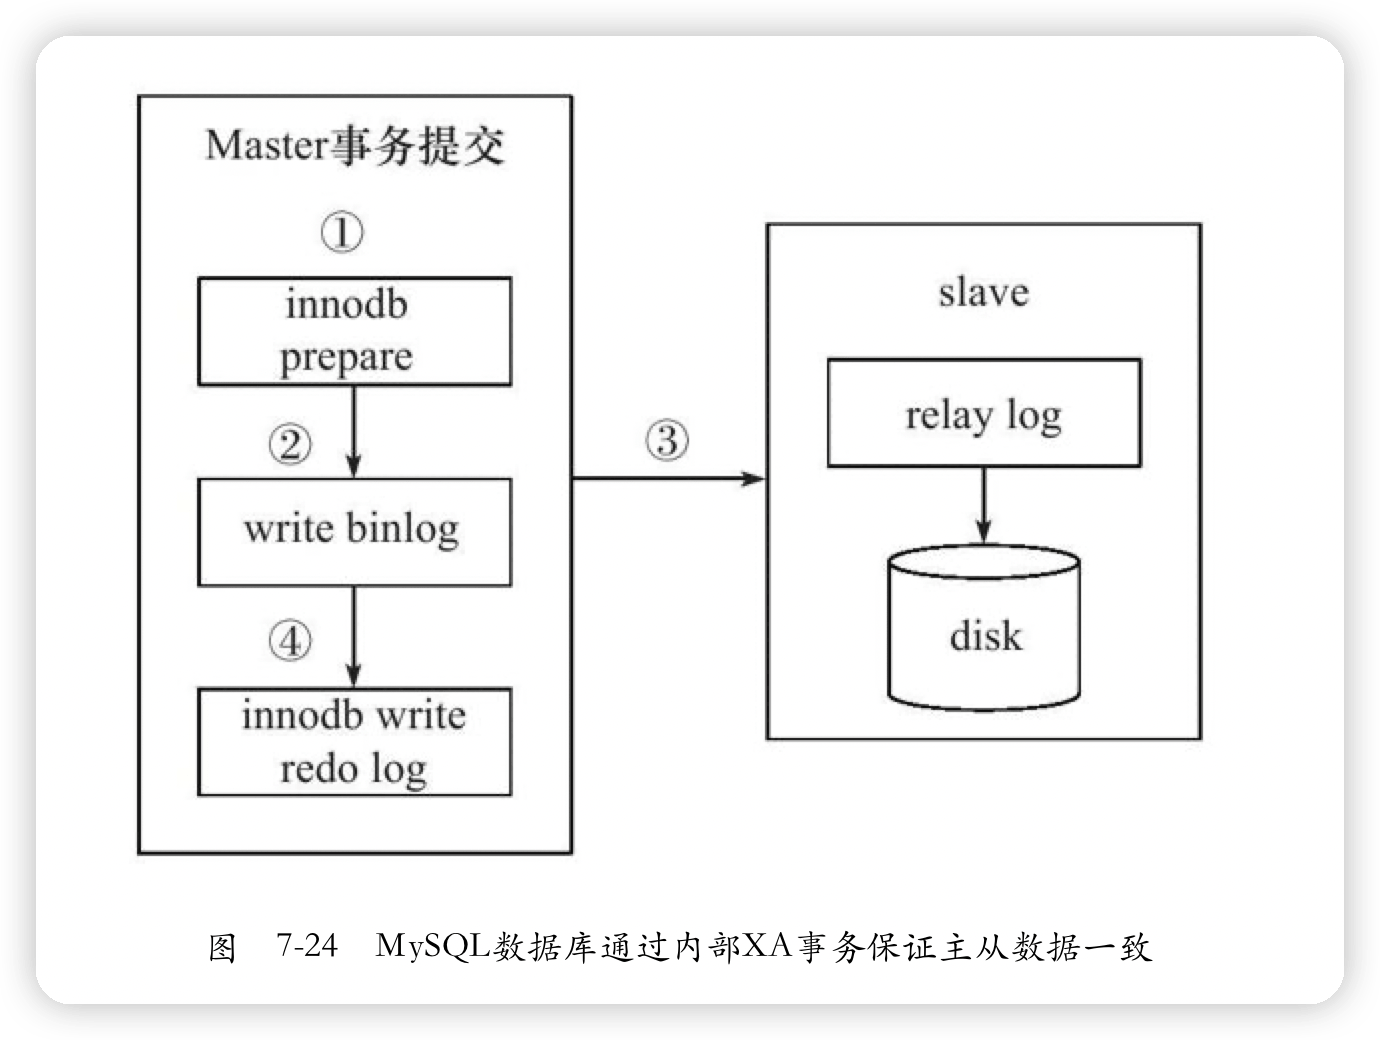 Master事务提交
①
innodb
prepare
②
write binlog
④
innodb write
redo log
③
slave
relay log
disk
图 7-24 MySQL数据库通过内部XA事务保证主从数据一致